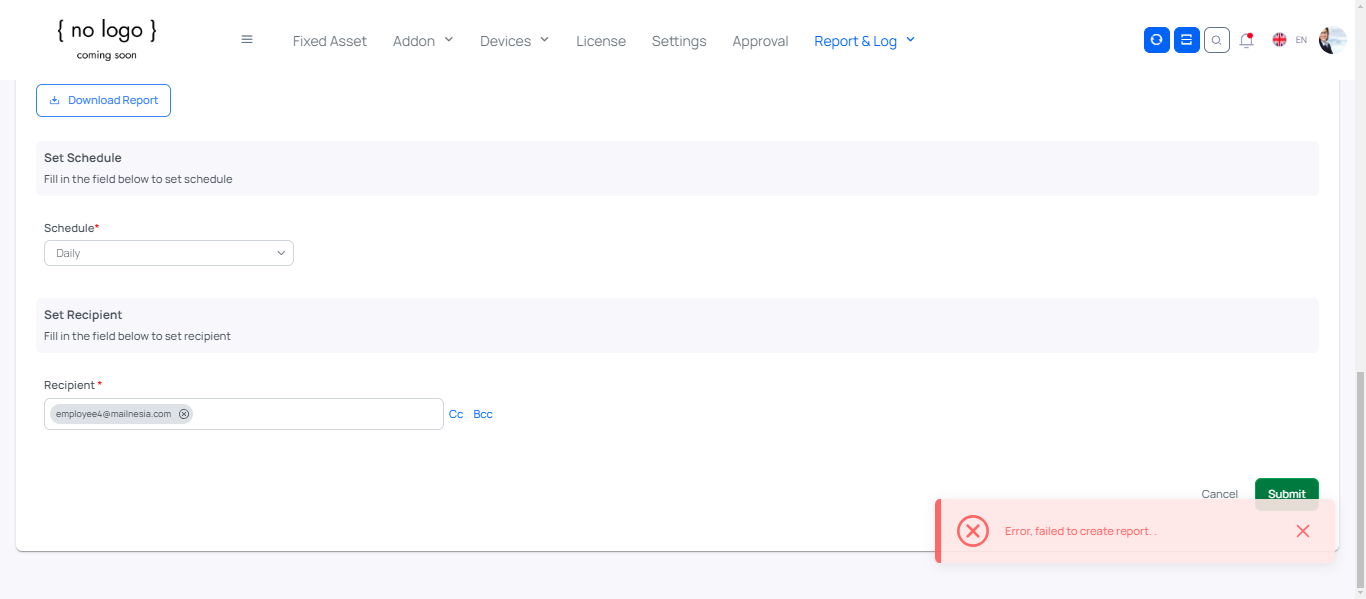 { no logo }
coming soon
Fixed Asset Addon Devices License Settings Approval Report & Log EN
Download Report
Set Schedule
Fill in the field below to set schedule
Schedule*
Daily
Set Recipient
Fill in the field below to set recipient
Recipient *
employee4@mailnesia.com Cc Bcc
Cancel Submit
Error, failed to create report. .